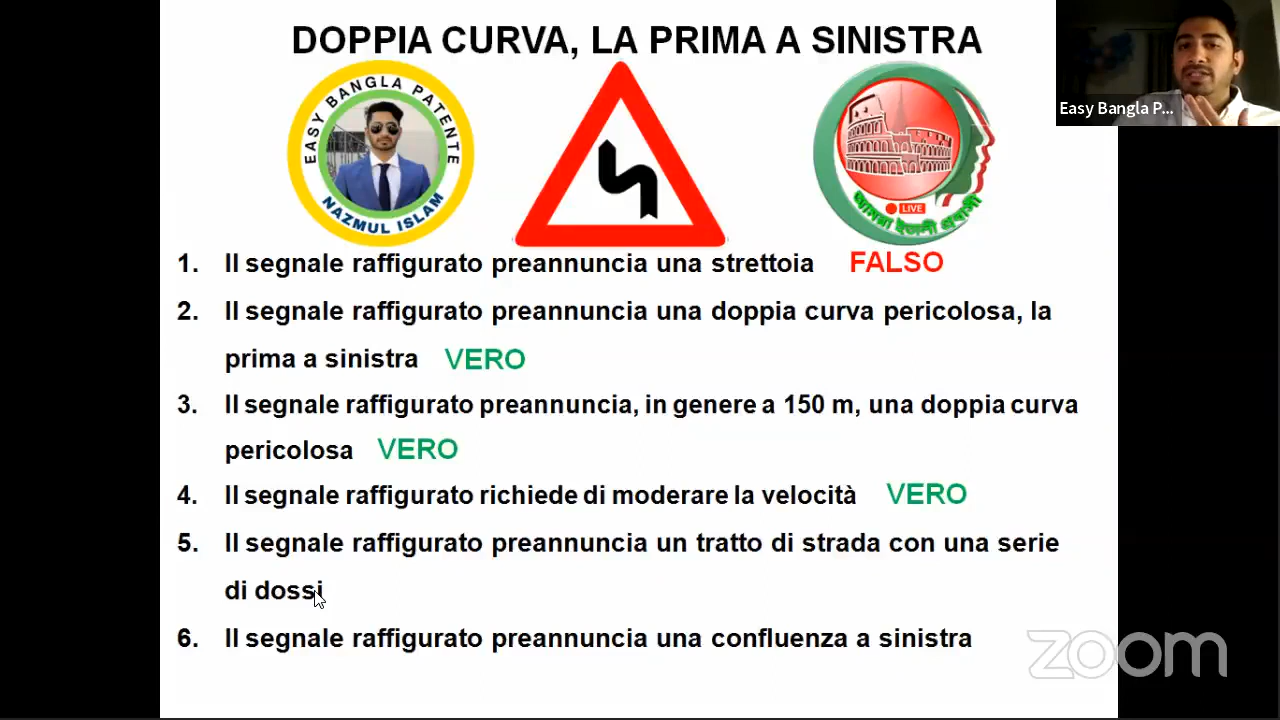 DOPPIA CURVA, LA PRIMA A SINISTRA
EASY BANGLA PATENTE
NAZMUL ISLAM
LIVE
আমরা ইতালী প্রবাসী
Easy Bangla P...
1. Il segnale raffigurato preannuncia una strettoia FALSO
2. Il segnale raffigurato preannuncia una doppia curva pericolosa, la
prima a sinistra VERO
3. Il segnale raffigurato preannuncia, in genere a 150 m, una doppia curva
pericolosa VERO
4. Il segnale raffigurato richiede di moderare la velocità VERO
5. Il segnale raffigurato preannuncia un tratto di strada con una serie
di dossi
6. Il segnale raffigurato preannuncia una confluenza a sinistra
zoom